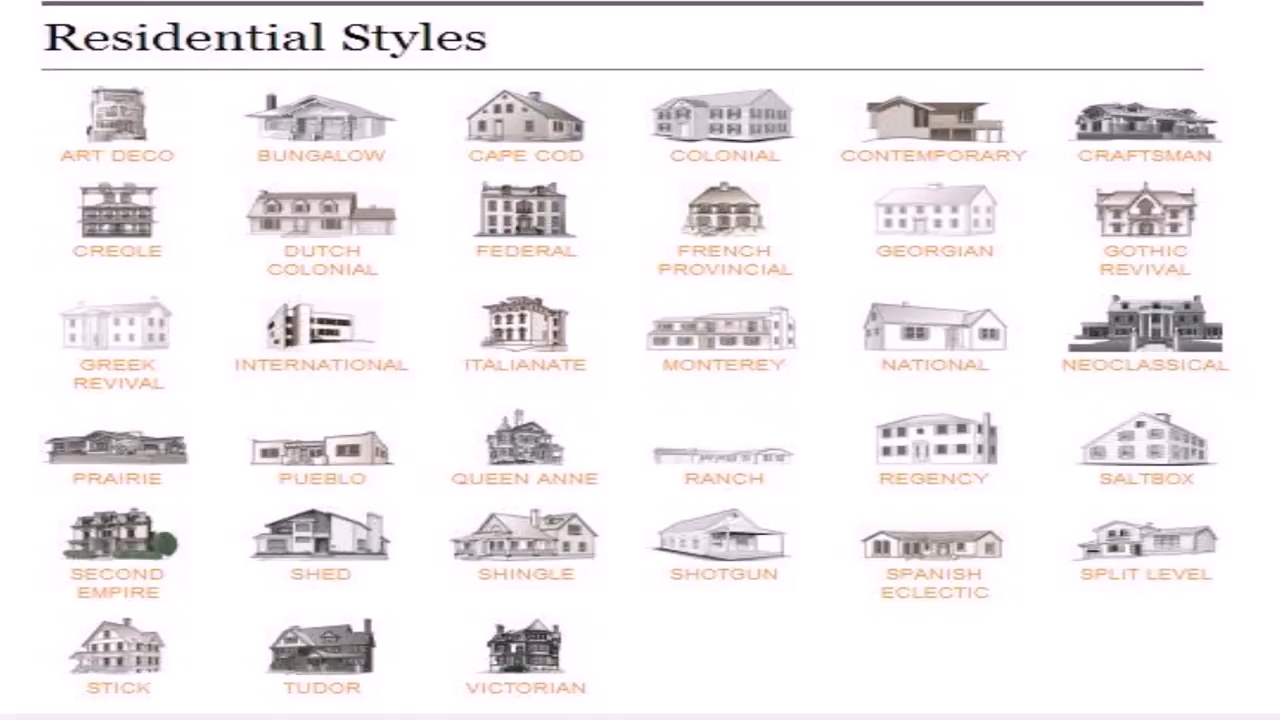 Residential Styles
ART DECO
BUNGALOW
CAPE COD
COLONIAL
CONTEMPORARY
CRAFTSMAN
CREOLE
DUTCH
COLONIAL
FEDERAL
FRENCH
PROVINCIAL
GEORGIAN
GOTHIC
REVIVAL
GREEK
REVIVAL
INTERNATIONAL
ITALIANATE
MONTEREY
NATIONAL
NEOCLASSICAL
PRAIRIE
PUEBLO
QUEEN ANNE
RANCH
REGENCY
SALTBOX
SECOND
EMPIRE
SHED
SHINGLE
SHOTGUN
SPANISH
ECLECTIC
SPLIT LEVEL
STICK
TUDOR
VICTORIAN